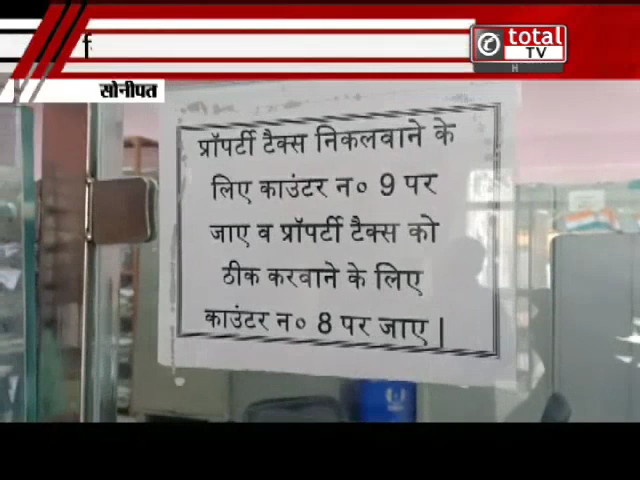 f
total
TV
H
सोनीपत
प्रॉपर्टी टैक्स निकलवाने के
लिए काउंटर न० 9 पर
जाए व प्रॉपर्टी टैक्स को
ठीक करवाने के लिए
काउंटर न० 8 पर जाए |